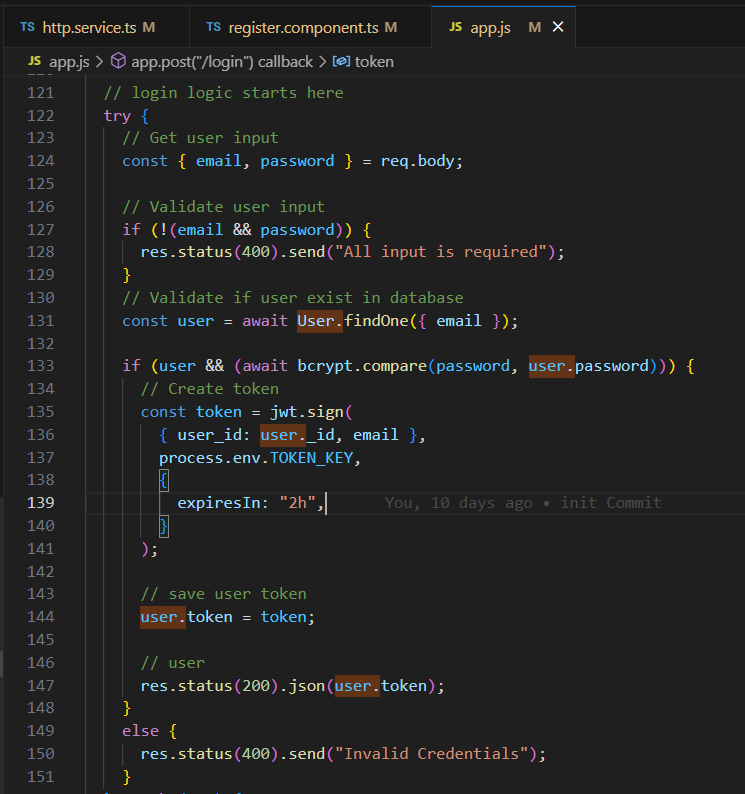 TS http.service.ts M TS register.component.ts M JS app.js M
JS app.js > app.post("/login") callback > token
121 // login logic starts here
122 try {
123 // Get user input
124 const { email, password } = req.body;
125
126 // Validate user input
127 if (!(email && password)) {
128 res.status(400).send("All input is required");
129 }
130 // Validate if user exist in database
131 const user = await User.findOne({ email });
132
133 if (user && (await bcrypt.compare(password, user.password))) {
134 // Create token
135 const token = jwt.sign(
136 { user_id: user._id, email },
137 process.env.TOKEN_KEY,
138 {
139 expiresIn: "2h", You, 10 days ago • init Commit
140 }
141 );
142
143 // save user token
144 user.token = token;
145
146 // user
147 res.status(200).json(user.token);
148 }
149 else {
150 res.status(400).send("Invalid Credentials");
151 }